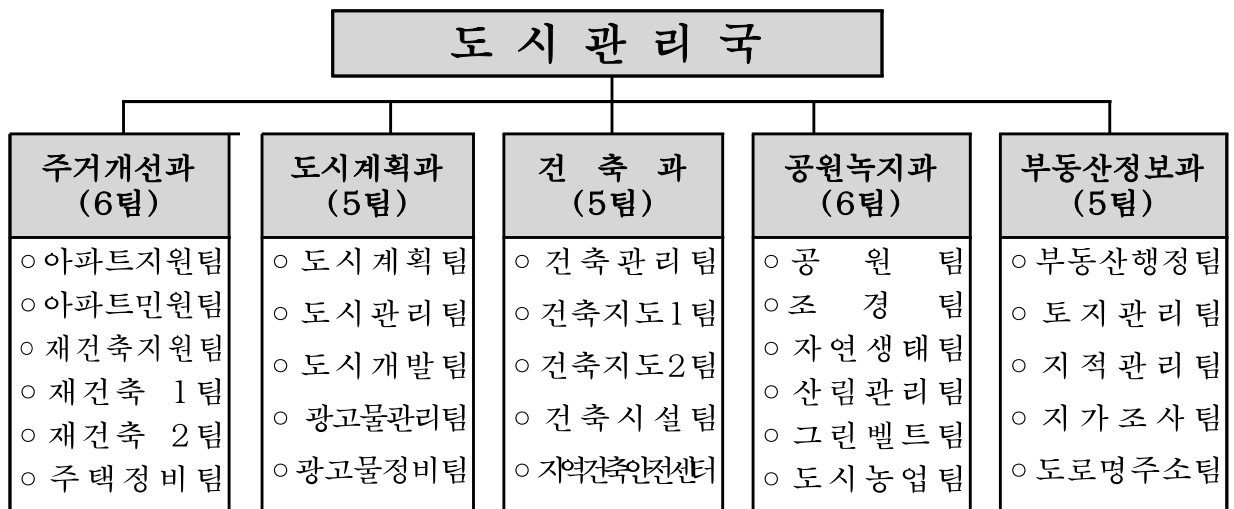 도 시 관 리 국
주거개선과
(6팀)
○ 아파트지원팀
○ 아파트민원팀
○ 재건축지원팀
○ 재건축 1팀
○ 재건축 2팀
○ 주택정비팀
도시계획과
(5팀)
○ 도시계획팀
○ 도시관리팀
○ 도시개발팀
○ 광고물관리팀
○ 광고물정비팀
건 축 과
(5팀)
○ 건축관리팀
○ 건축지도1팀
○ 건축지도2팀
○ 건축시설팀
○ 지역건축안전센터
공원녹지과
(6팀)
○ 공 원 팀
○ 조 경 팀
○ 자연생태팀
○ 산림관리팀
○ 그린벨트팀
○ 도시농업팀
부동산정보과
(5팀)
○ 부동산행정팀
○ 토지관리팀
○ 지적관리팀
○ 지가조사팀
○ 도로명주소팀